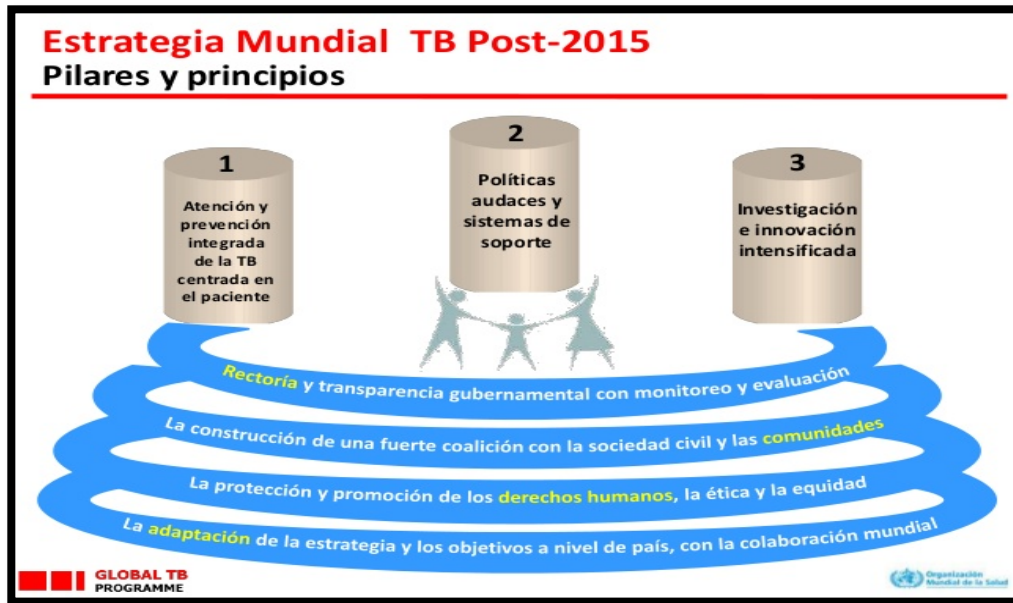 Estrategia Mundial TB Post-2015
Pilares y principios
1
Atención y
prevención
integrada
de la TB
centrada en
el paciente
2
Políticas
audaces y
sistemas de
soporte
3
Investigación
e innovación
intensificada
Rectoría y transparencia gubernamental con monitoreo y evaluación
La construcción de una fuerte coalición con la sociedad civil y las comunidades
La protección y promoción de los derechos humanos, la ética y la equidad
La adaptación de la estrategia y los objetivos a nivel de país, con la colaboración mundial
GLOBAL TB
PROGRAMME
Organización
Mundial de la Salud